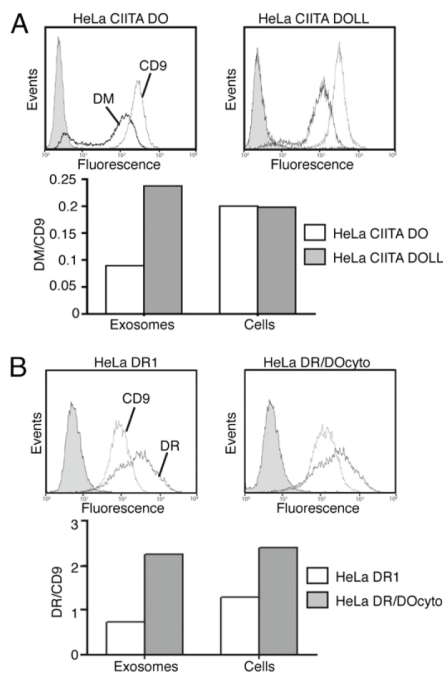 A
HeLa CIITA DO
HeLa CIITA DOLL
Events
CD9
DM
Events
Fluorescence
Fluorescence
DM/CD9
0.25
0.2
0.15
0.1
0.05
0
HeLa CIITA DO
HeLa CIITA DOLL
Exosomes
Cells
B
HeLa DR1
HeLa DR/DOcyto
Events
CD9
DR
Events
Fluorescence
Fluorescence
DR/CD9
3
2
1
0
HeLa DR1
HeLa DR/DOcyto
Exosomes
Cells